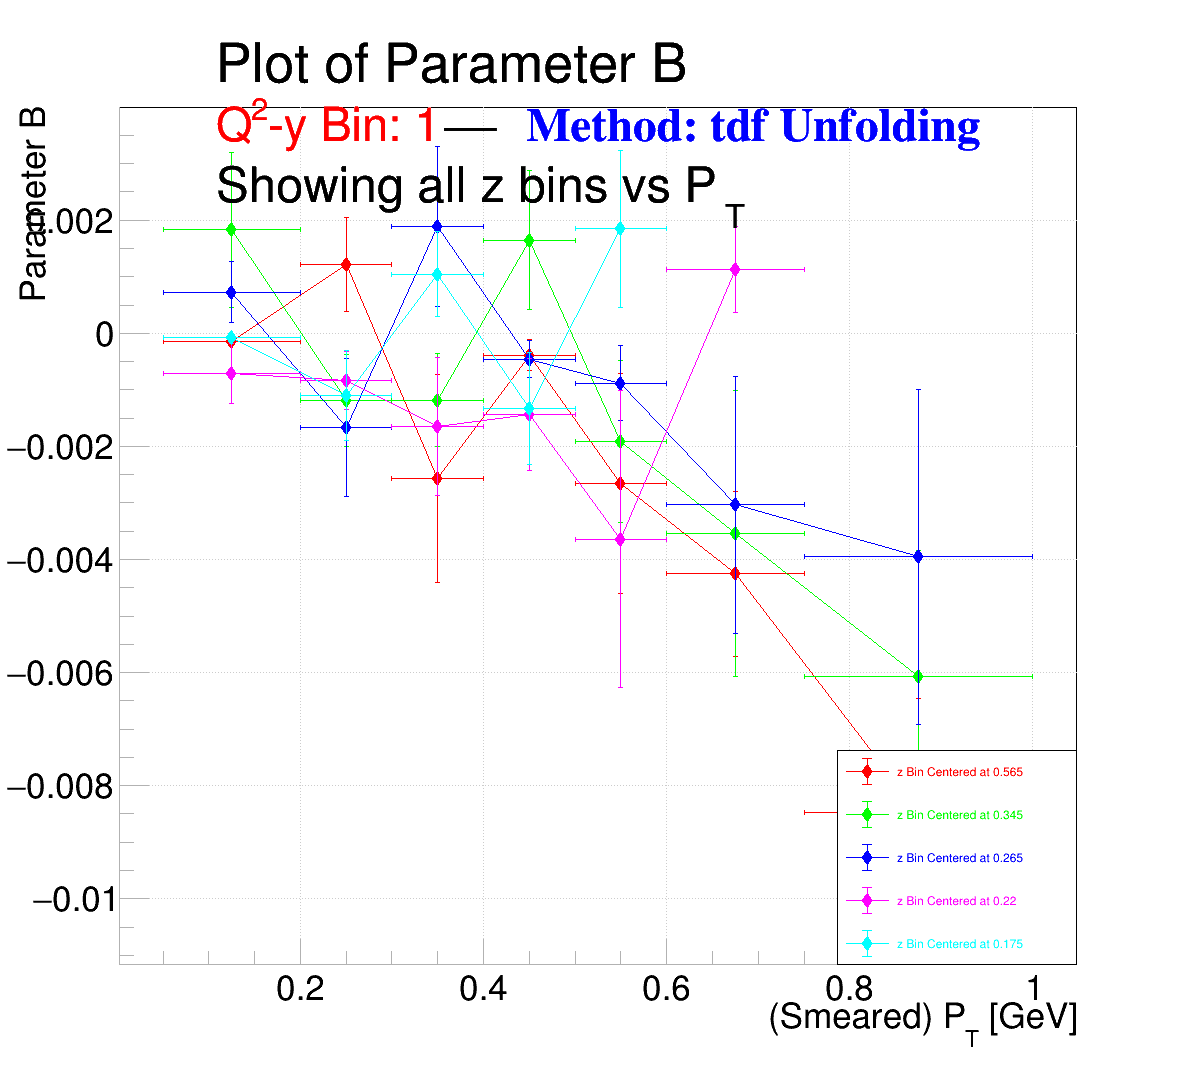 Plot of Parameter B
Q2-y Bin: 1 — Method: tdf Unfolding
Showing all z bins vs P T
Parameter B
0.002
0
−0.002
−0.004
−0.006
−0.008
−0.01
z Bin Centered at 0.565
z Bin Centered at 0.345
z Bin Centered at 0.265
z Bin Centered at 0.22
z Bin Centered at 0.175
0.2 0.4 0.6 0.8 1
(Smeared) PT [GeV]